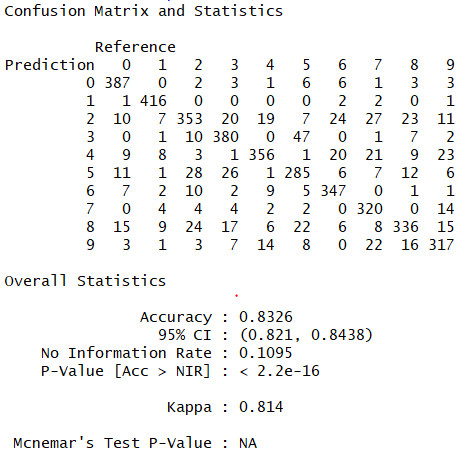 Confusion Matrix and Statistics
Reference
Prediction 0 1 2 3 4 5 6 7 8 9
0 387 0 2 3 1 6 6 1 3 3
1 1 416 0 0 0 0 2 2 0 1
2 10 7 353 20 19 7 24 27 23 11
3 0 1 10 380 0 47 0 1 7 2
4 9 8 3 1 356 1 20 21 9 23
5 11 1 28 26 1 285 6 7 12 6
6 7 2 10 2 9 5 347 0 1 1
7 0 4 4 4 2 2 0 320 0 14
8 15 9 24 17 6 22 6 8 336 15
9 3 1 3 7 14 8 0 22 16 317
Overall Statistics
Accuracy : 0.8326
95% CI : (0.821, 0.8438)
No Information Rate : 0.1095
P-Value [Acc > NIR] : < 2.2e-16
Kappa : 0.814
Mcnemar's Test P-Value : NA